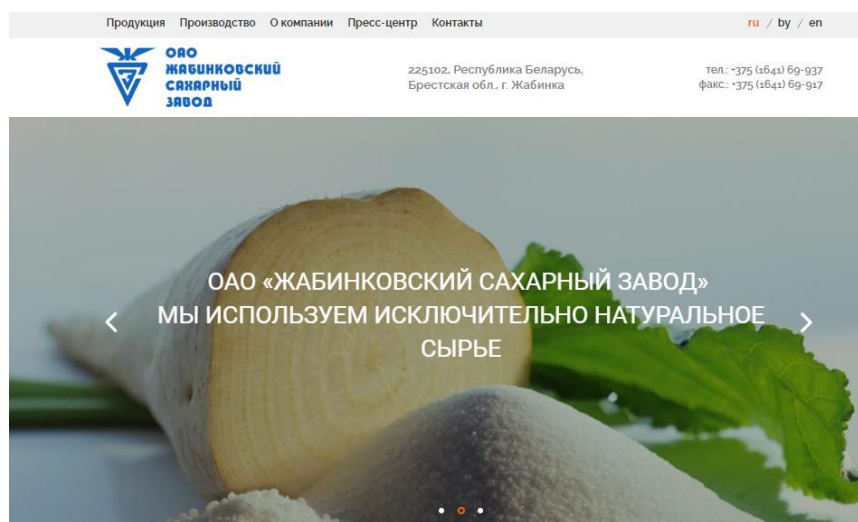 Продукция Производство О компании Пресс-центр Контакты ru / by / en
ОАО
ЖАБИНКОВСКИЙ
САХАРНЫЙ
ЗАВОД
225102, Республика Беларусь,
Брестская обл., г. Жабинка
тел.: +375 (1641) 69-937
факс.: +375 (1641) 69-917
ОАО «ЖАБИНКОВСКИЙ САХАРНЫЙ ЗАВОД»
МЫ ИСПОЛЬЗУЕМ ИСКЛЮЧИТЕЛЬНО НАТУРАЛЬНОЕ
СЫРЬЕ